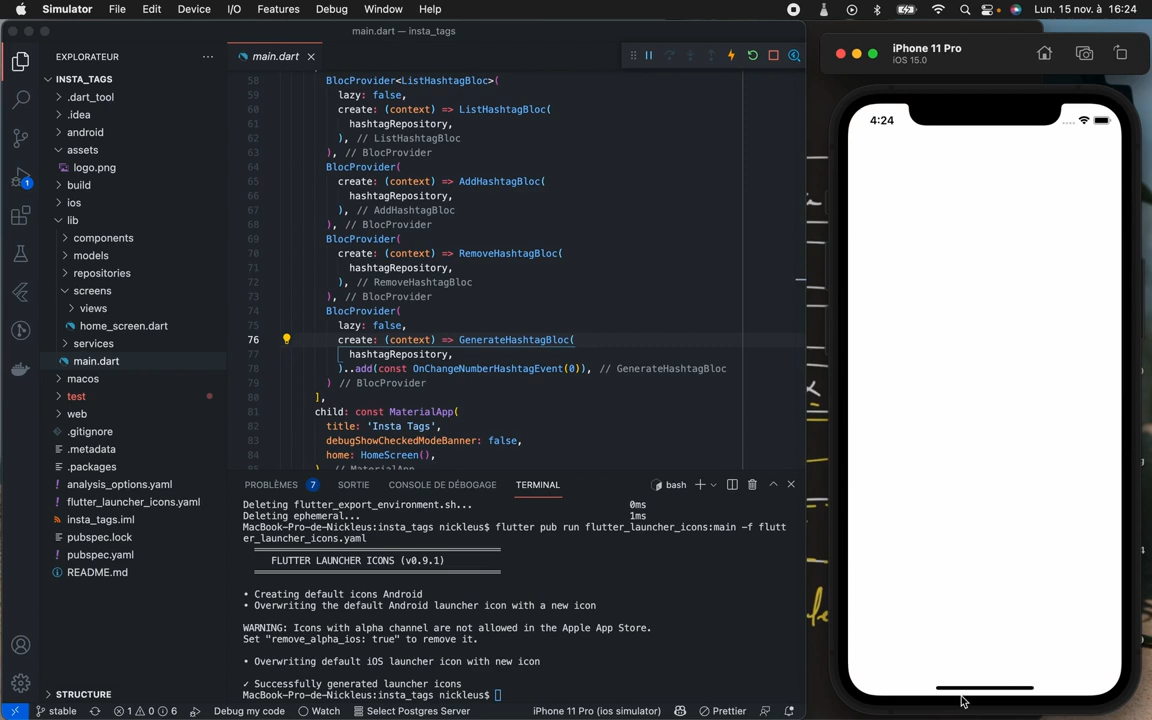 Simulator File Edit Device I/O Features Debug Window Help
Lun. 15 nov. à 16:24
main.dart — insta_tags
EXPLORATEUR
INSTA_TAGS
.dart_tool
.idea
android
assets
logo.png
build
ios
lib
components
models
repositories
screens
views
home_screen.dart
services
main.dart
macos
test
web
.gitignore
.metadata
.packages
analysis_options.yaml
flutter_launcher_icons.yaml
insta_tags.iml
pubspec.lock
pubspec.yaml
README.md
STRUCTURE
1
main.dart
58 BlocProvider<ListHashtagBloc>(
59 lazy: false,
60 create: (context) => ListHashtagBloc(
61 hashtagRepository,
62 ), // ListHashtagBloc
63 ), // BlocProvider
64 BlocProvider(
65 create: (context) => AddHashtagBloc(
66 hashtagRepository,
67 ), // AddHashtagBloc
68 ), // BlocProvider
69 BlocProvider(
70 create: (context) => RemoveHashtagBloc(
71 hashtagRepository,
72 ), // RemoveHashtagBloc
73 ), // BlocProvider
74 BlocProvider(
75 lazy: false,
76 create: (context) => GenerateHashtagBloc(
77 hashtagRepository,
78 )..add(const OnChangeNumberHashtagEvent(0)), // GenerateHashtagBloc
79 ) // BlocProvider
80 ],
81 child: const MaterialApp(
82 title: 'Insta Tags',
83 debugShowCheckedModeBanner: false,
84 home: HomeScreen(),
85 ), // MaterialApp
PROBLÈMES 7 SORTIE CONSOLE DE DÉBOGAGE TERMINAL
bash
Deleting flutter_export_environment.sh... 0ms
Deleting ephemeral... 1ms
MacBook-Pro-de-Nickleus:insta_tags nickleus$ flutter pub run flutter_launcher_icons:main -f flutt
er_launcher_icons.yaml
FLUTTER LAUNCHER ICONS (v0.9.1)
• Creating default icons Android
• Overwriting the default Android launcher icon with a new icon
WARNING: Icons with alpha channel are not allowed in the Apple App Store.
Set "remove_alpha_ios: true" to remove it.
• Overwriting default iOS launcher icon with new icon
✓ Successfully generated launcher icons
MacBook-Pro-de-Nickleus:insta_tags nickleus$
stable 1 0 6 Debug my code Watch Select Postgres Server iPhone 11 Pro (ios simulator) Prettier
iPhone 11 Pro
iOS 15.0
4:24